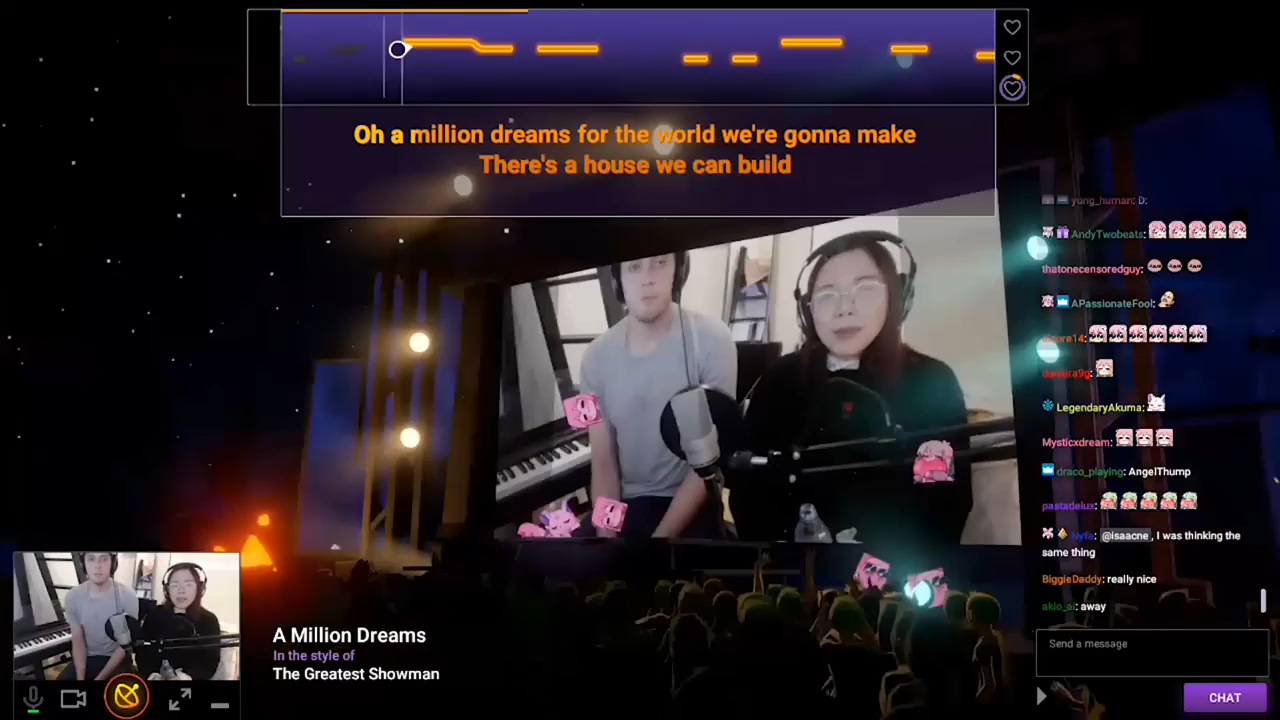 Oh a million dreams for the world we're gonna make
There's a house we can build
yung_human: D:
AndyTwobeats:
thatonecensoredguy:
APassionateFool:
LegendaryAkuma:
Mysticxdream:
draco_playing: AngelThump
pastadelux:
Nyfa: @isaacne, I was thinking the
same thing
BiggieDaddy: really nice
akio_ai: away
Send a message
CHAT
A Million Dreams
In the style of
The Greatest Showman